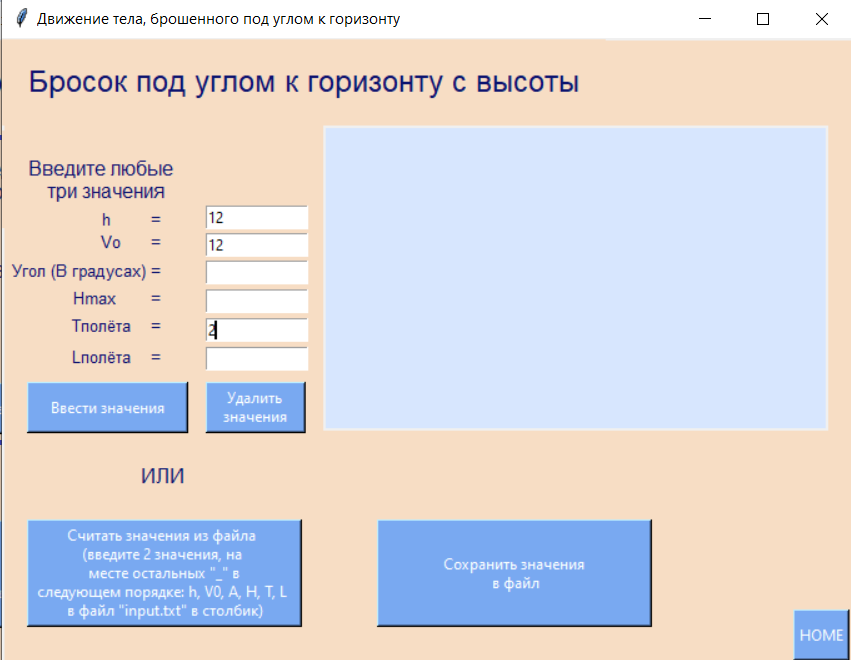 Движение тела, брошенного под углом к горизонту
Бросок под углом к горизонту с высоты
Введите любые
три значения
h = 12
Vo = 12
Угол (В градусах) =
Hmax =
Tполёта = 2
Lполёта =
Ввести значения
Удалить
значения
ИЛИ
Считать значения из файла
(введите 2 значения, на
месте остальных "_" в
следующем порядке: h, V0, A, H, T, L
в файл "input.txt" в столбик)
Сохранить значения
в файл
HOME